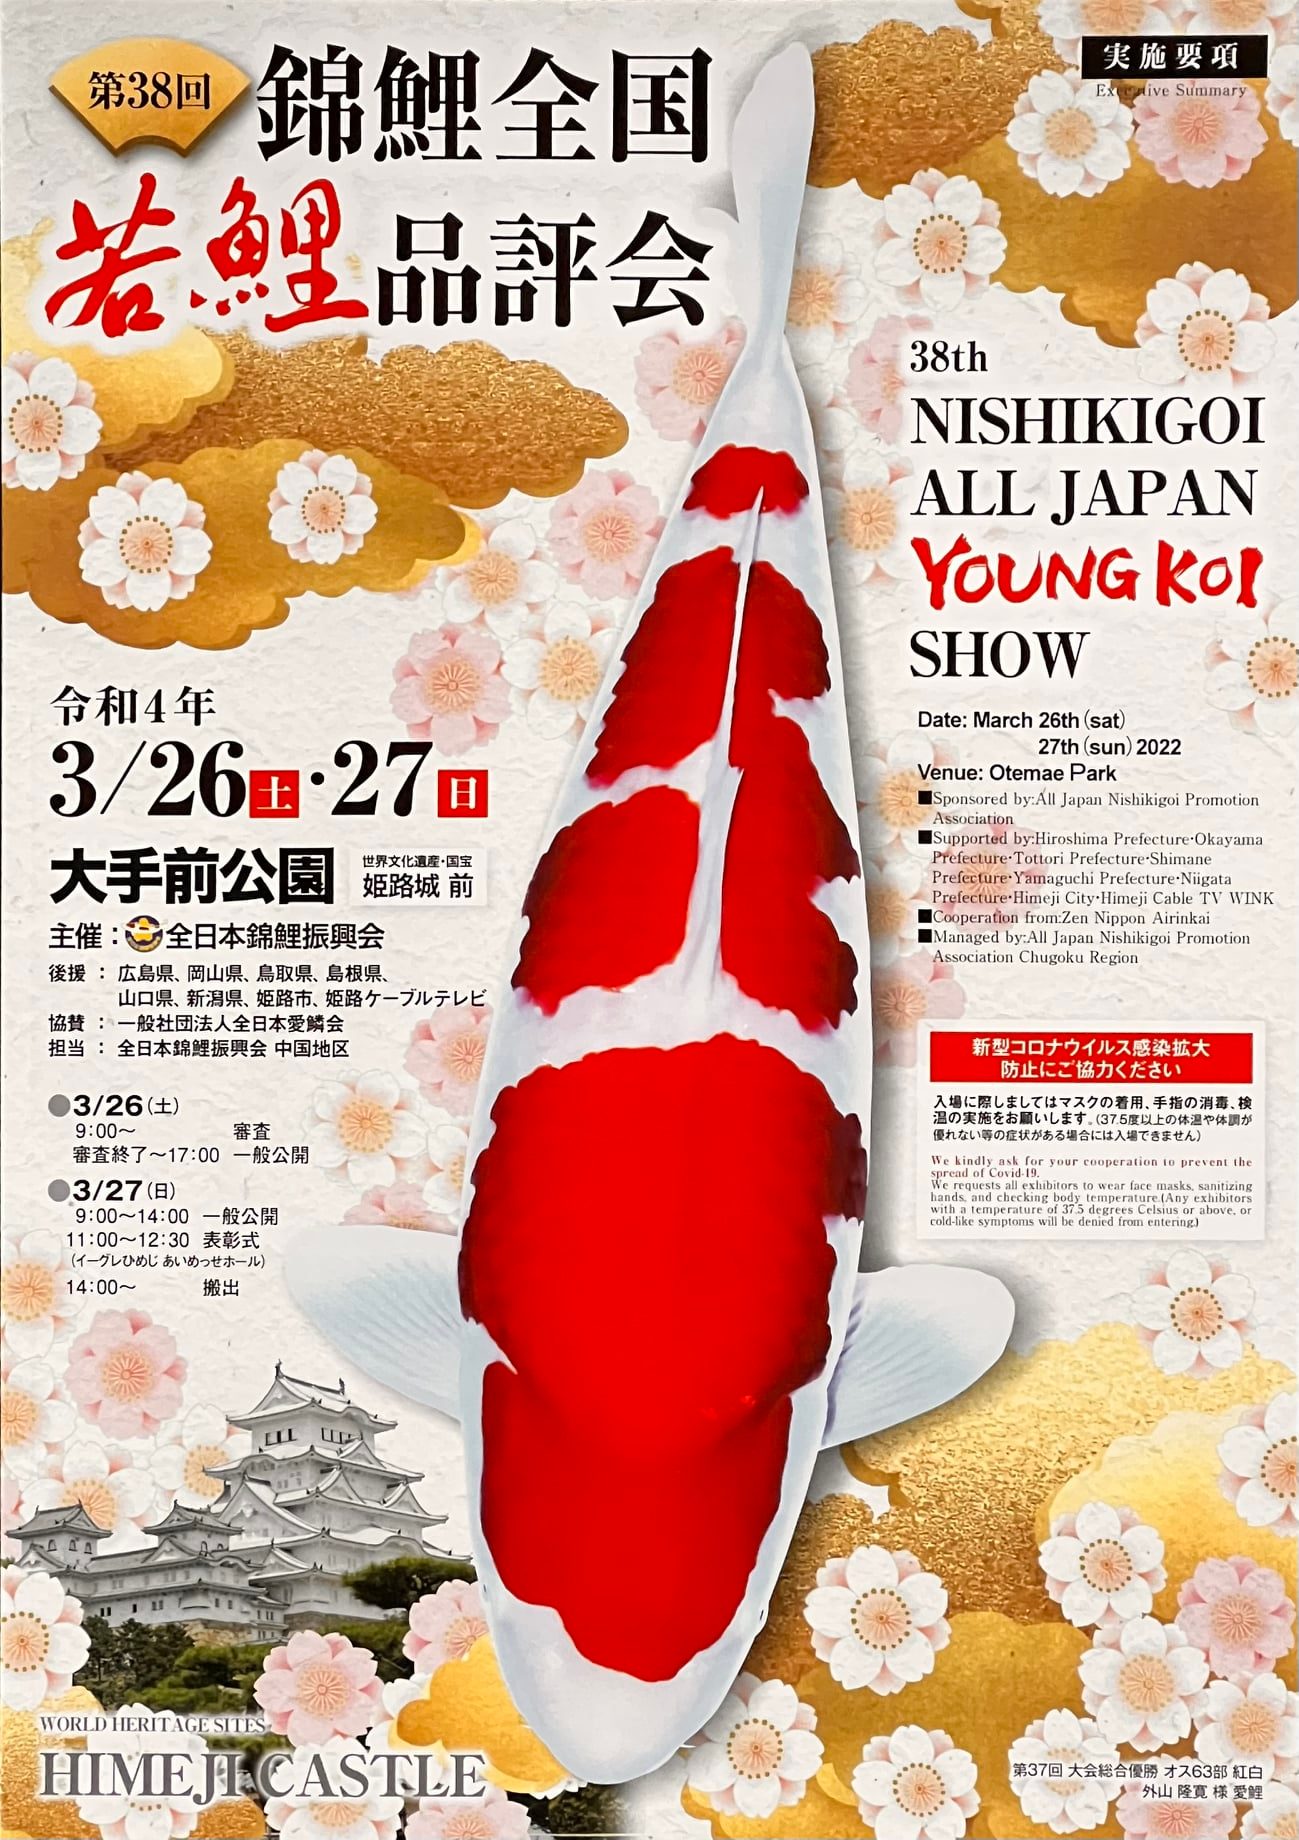 第38回
錦鯉全国
若鯉品評会
実施要項
Executive Summary
38th
NISHIKIGOI
ALL JAPAN
YOUNG KOI
SHOW
Date: March 26th(sat)
27th(sun)2022
Venue: Otemae Park
■Sponsored by:All Japan Nishikigoi Promotion
Association
■Supported by:Hiroshima Prefecture・Okayama
Prefecture・Tottori Prefecture・Shimane
Prefecture・Yamaguchi Prefecture・Niigata
Prefecture・Himeji City・Himeji Cable TV WINK
■Cooperation from:Zen Nippon Airinkai
■Managed by:All Japan Nishikigoi Promotion
Association Chugoku Region
令和4年
3/26土・27日
大手前公園
世界文化遺産・国宝
姫路城 前
主催:全日本錦鯉振興会
後援 : 広島県、岡山県、鳥取県、島根県、
山口県、新潟県、姫路市、姫路ケーブルテレビ
協賛 : 一般社団法人全日本愛鱗会
担当 : 全日本錦鯉振興会 中国地区
●3/26(土)
9:00〜 審査
審査終了〜17:00 一般公開
●3/27(日)
9:00〜14:00 一般公開
11:00〜12:30 表彰式
(イーグレひめじ あいめっせホール)
14:00〜 搬出
新型コロナウイルス感染拡大
防止にご協力ください
入場に際しましてはマスクの着用、手指の消毒、検
温の実施をお願いします。(37.5度以上の体温や体調が
優れない等の症状がある場合には入場できません)
We kindly ask for your cooperation to prevent the
spread of Covid-19.
We requests all exhibitors to wear face masks, sanitizing
hands, and checking body temperature.(Any exhibitors
with a temperature of 37.5 degrees Celsius or above, or
cold-like symptoms will be denied from entering.)
WORLD HERITAGE SITES
HIMEJI CASTLE
第37回 大会総合優勝 オス63部 紅白
外山 隆寛 様 愛鯉